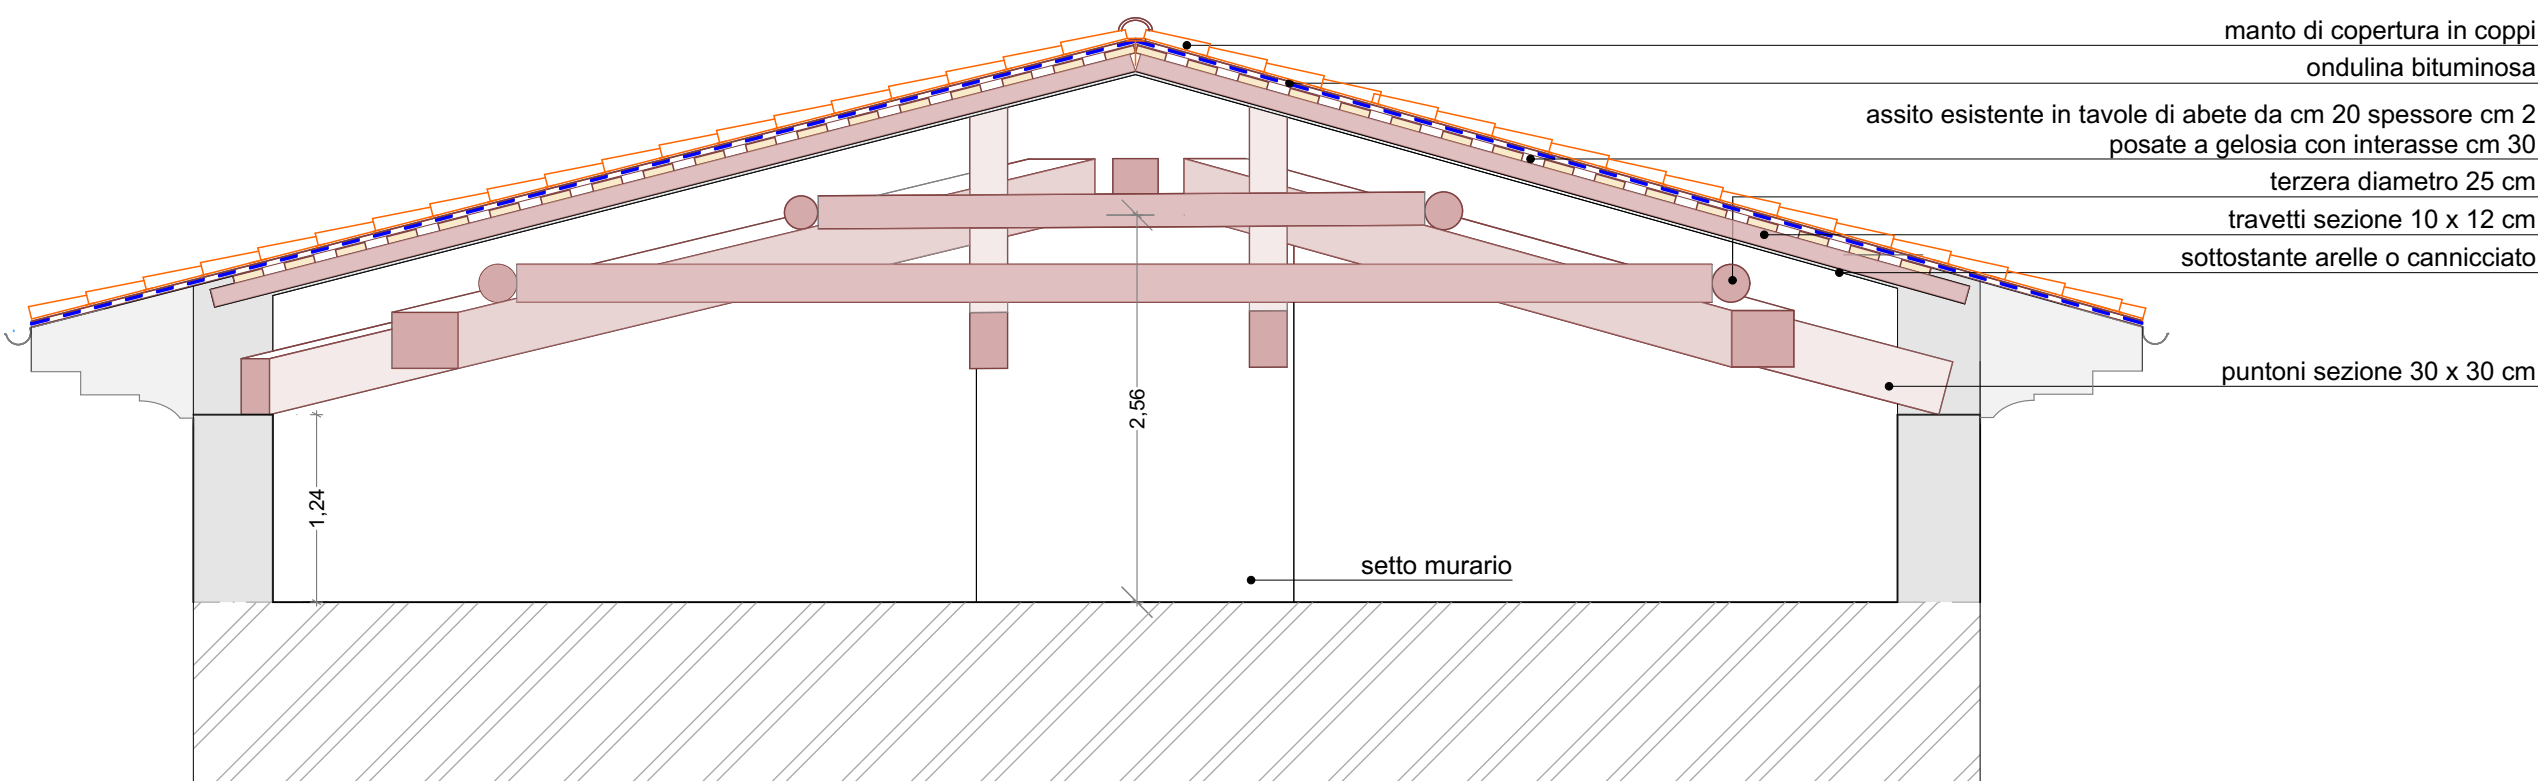 manto di copertura in coppi
ondulina bituminosa
assito esistente in tavole di abete da cm 20 spessore cm 2
posate a gelosia con interasse cm 30
terzera diametro 25 cm
travetti sezione 10 x 12 cm
sottostante arelle o cannicciato
puntoni sezione 30 x 30 cm
2,56
1,24
setto murario